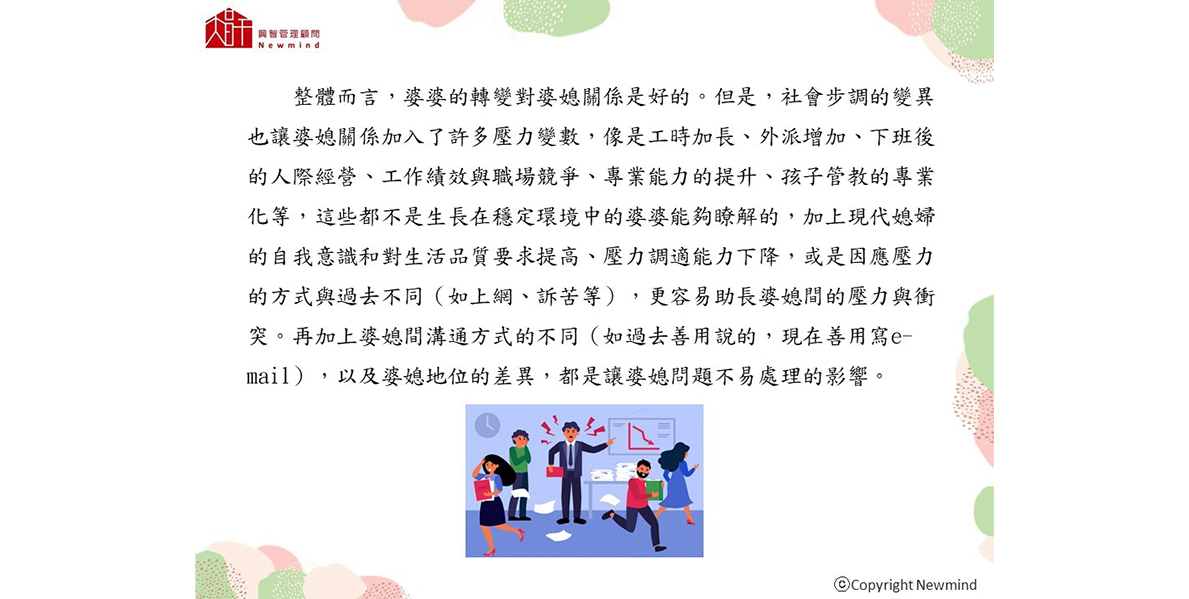 興智管理顧問
Newmind
整體而言，婆婆的轉變對婆媳關係是好的。但是，社會步調的變異
也讓婆媳關係加入了許多壓力變數，像是工時加長、外派增加、下班後
的人際經營、工作績效與職場競爭、專業能力的提升、孩子管教的專業
化等，這些都不是生長在穩定環境中的婆婆能夠瞭解的，加上現代媳婦
的自我意識和對生活品質要求提高、壓力調適能力下降，或是因應壓力
的方式與過去不同（如上網、訴苦等），更容易助長婆媳間的壓力與衝
突。再加上婆媳間溝通方式的不同（如過去善用說的，現在善用寫e-
mail），以及婆媳地位的差異，都是讓婆媳問題不易處理的影響。
ⓒCopyright Newmind